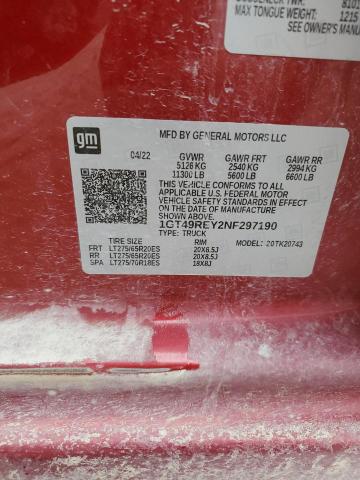 MAX TONGUE WEIGHT: 1215
SEE OWNER'S MANU
gm
MFD BY GENERAL MOTORS LLC
04/22 GVWR GAWR FRT GAWR RR
5126 KG 2540 KG 2994 KG
11300 LB 5600 LB 6600 LB
THIS VEHICLE CONFORMS TO ALL
APPLICABLE U.S. FEDERAL MOTOR
VEHICLE SAFETY STANDARDS IN
EFFECT ON THE DATE OF
MANUFACTURE SHOWN ABOVE.
1GT49REY2NF297190
TYPE: TRUCK
TIRE SIZE RIM MODEL: 20TK20743
FRT LT275/65R20ES 20X8.5J
RR LT275/65R20ES 20X8.5J
SPA LT275/70R18ES 18X8J